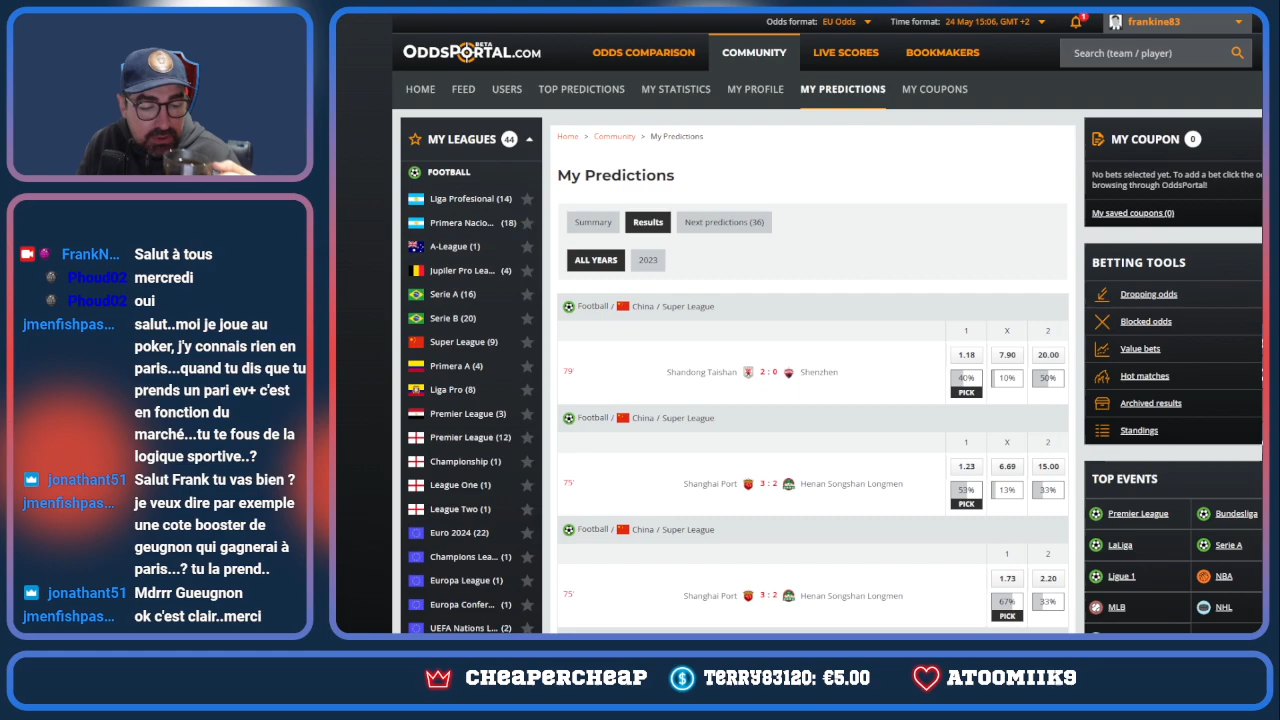 Odds format: EU Odds
Time format: 24 May 15:06, GMT +2
1
frankine83
BETA
ODDSPORTAL.COM
ODDS COMPARISON
COMMUNITY
LIVE SCORES
BOOKMAKERS
Search (team / player)
HOME
FEED
USERS
TOP PREDICTIONS
MY STATISTICS
MY PROFILE
MY PREDICTIONS
MY COUPONS
MY LEAGUES 44
FOOTBALL
Liga Profesional (14)
Primera Nacio... (18)
A-League (1)
Jupiler Pro Lea... (4)
Serie A (16)
Serie B (20)
Super League (9)
Primera A (4)
Liga Pro (8)
Premier League (3)
Premier League (12)
Championship (1)
League One (1)
League Two (1)
Euro 2024 (22)
Champions Lea... (1)
Europa League (1)
Europa Confer... (1)
UEFA Nations L... (2)
Home > Community > My Predictions
My Predictions
Summary
Results
Next predictions (36)
ALL YEARS
2023
Football / China / Super League
1 X 2
79' Shandong Taishan 2 : 0 Shenzhen 1.18 7.90 20.00
40% 10% 50%
PICK
Football / China / Super League
1 X 2
75' Shanghai Port 3 : 2 Henan Songshan Longmen 1.23 6.69 15.00
53% 13% 33%
PICK
Football / China / Super League
1 2
75' Shanghai Port 3 : 2 Henan Songshan Longmen 1.73 2.20
67% 33%
PICK
MY COUPON 0
No bets selected yet. To add a bet click the o
browsing through OddsPortal!
My saved coupons (0)
BETTING TOOLS
Dropping odds
Blocked odds
Value bets
Hot matches
Archived results
Standings
TOP EVENTS
Premier League
Bundesliga
LaLiga
Serie A
Ligue 1
NBA
MLB
NHL
FrankN... Salut à tous
Phoud02 mercredi
Phoud02 oui
jmenfishpas... salut..moi je joue au
poker, j'y connais rien en
paris...quand tu dis que tu
prends un pari ev+ c'est
en fonction du
marché...tu te fous de la
logique sportive..?
jonathant51 Salut Frank tu vas bien ?
jmenfishpas... je veux dire par exemple
une cote booster de
geugnon qui gagnerai à
paris...? tu la prend..
jonathant51 Mdrrr Gueugnon
jmenfishpas... ok c'est clair..merci
CHEAPERCHEAP
TERRY83120: €5.00
ATOOMIIK9